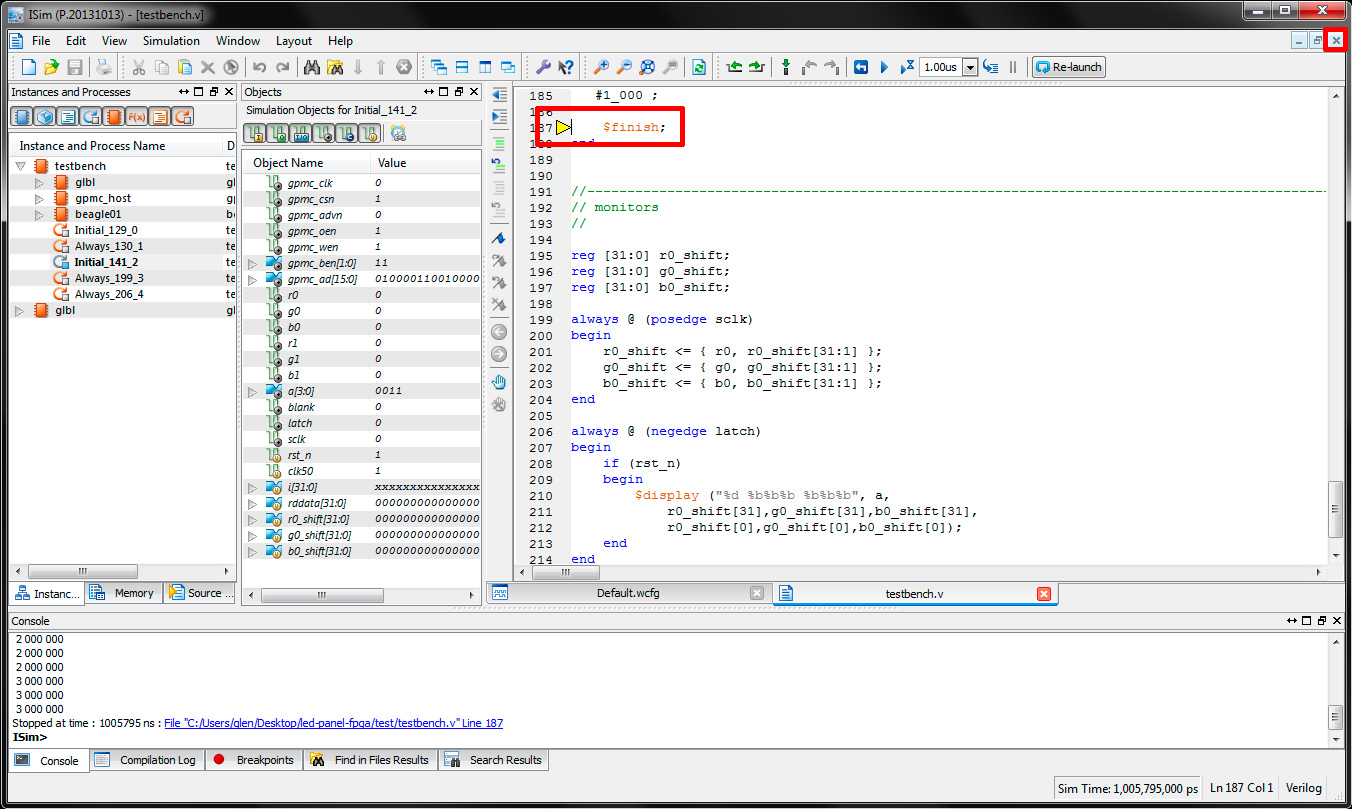 ISim (P.20131013) - [testbench.v]
File Edit View Simulation Window Layout Help
1.00us Re-launch
Instances and Processes
Instance and Process Name D
testbench te
glbl gl
gpmc_host gp
beagle01 be
Initial_129_0 te
Always_130_1 te
Initial_141_2 te
Always_199_3 te
Always_206_4 te
glbl gl
Instanc... Memory Source ...
Objects
Simulation Objects for Initial_141_2
Object Name Value
gpmc_clk 0
gpmc_csn 1
gpmc_advn 0
gpmc_oen 1
gpmc_wen 1
gpmc_ben[1:0] 11
gpmc_ad[15:0] 010000110010000
r0 0
g0 0
b0 0
r1 0
g1 0
b1 0
a[3:0] 0011
blank 0
latch 0
sclk 0
rst_n 1
clk50 1
i[31:0] xxxxxxxxxxxxxxx
rddata[31:0] 000000000000000
r0_shift[31:0] 000000000000000
g0_shift[31:0] 000000000000000
b0_shift[31:0] 000000000000000
185 #1_000 ;
186
187 $finish;
188 end
189
190
191 //--------------------------------------------------------------------------------------------
192 // monitors
193 //
194
195 reg [31:0] r0_shift;
196 reg [31:0] g0_shift;
197 reg [31:0] b0_shift;
198
199 always @ (posedge sclk)
200 begin
201 r0_shift <= { r0, r0_shift[31:1] };
202 g0_shift <= { g0, g0_shift[31:1] };
203 b0_shift <= { b0, b0_shift[31:1] };
204 end
205
206 always @ (negedge latch)
207 begin
208 if (rst_n)
209 begin
210 $display ("%d %b%b%b %b%b%b", a,
211 r0_shift[31],g0_shift[31],b0_shift[31],
212 r0_shift[0],g0_shift[0],b0_shift[0]);
213 end
214 end
Default.wcfg testbench.v
Console
2 000 000
2 000 000
2 000 000
3 000 000
3 000 000
3 000 000
Stopped at time : 1005795 ns : File "C:/Users/glen/Desktop/led-panel-fpga/test/testbench.v" Line 187
ISim>
Console Compilation Log Breakpoints Find in Files Results Search Results
Sim Time: 1,005,795,000 ps Ln 187 Col 1 Verilog